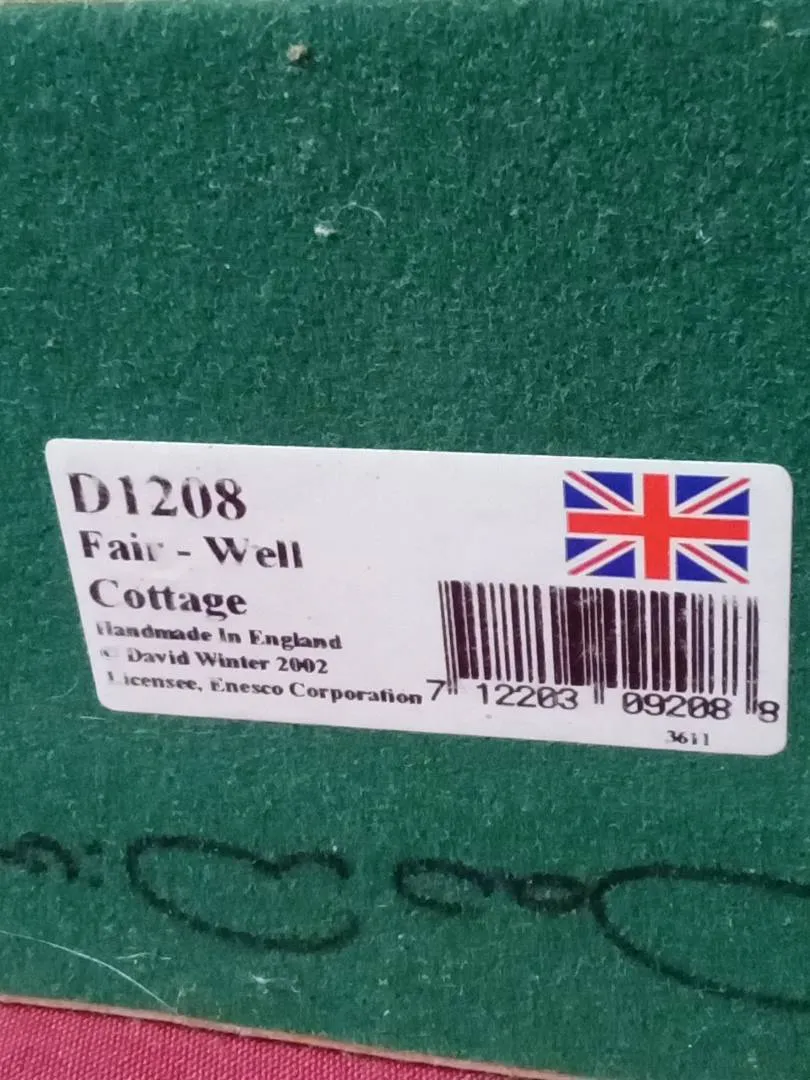 D1208
Fair - Well
Cottage
Handmade In England
© David Winter 2002
Licensee, Enesco Corporation
7 12203 09208 8
3611